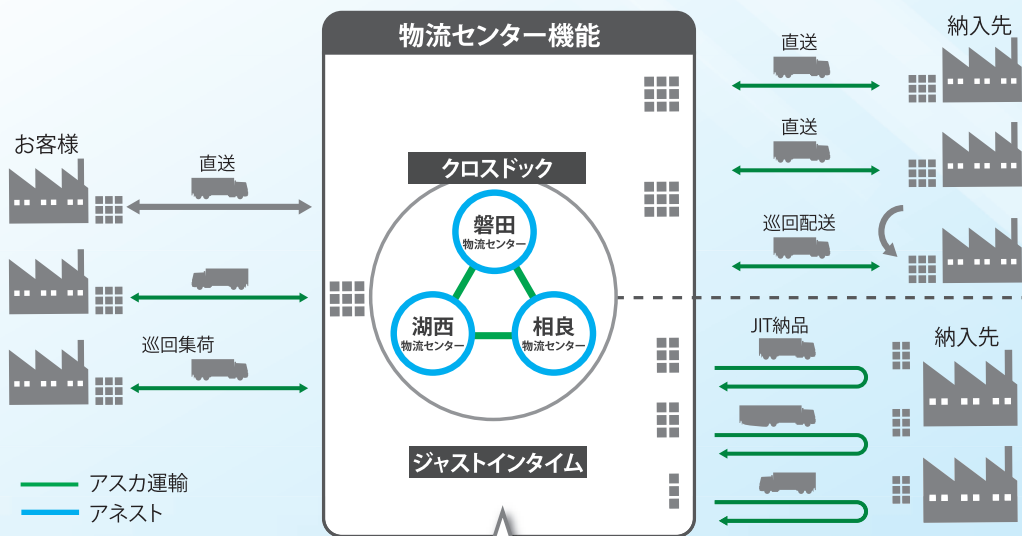 物流センター機能
お客様
直送
巡回集荷
クロスドック
磐田
物流センター
湖西
物流センター
相良
物流センター
ジャストインタイム
納入先
直送
直送
巡回配送
JIT納品
納入先
アスカ運輸
アネスト